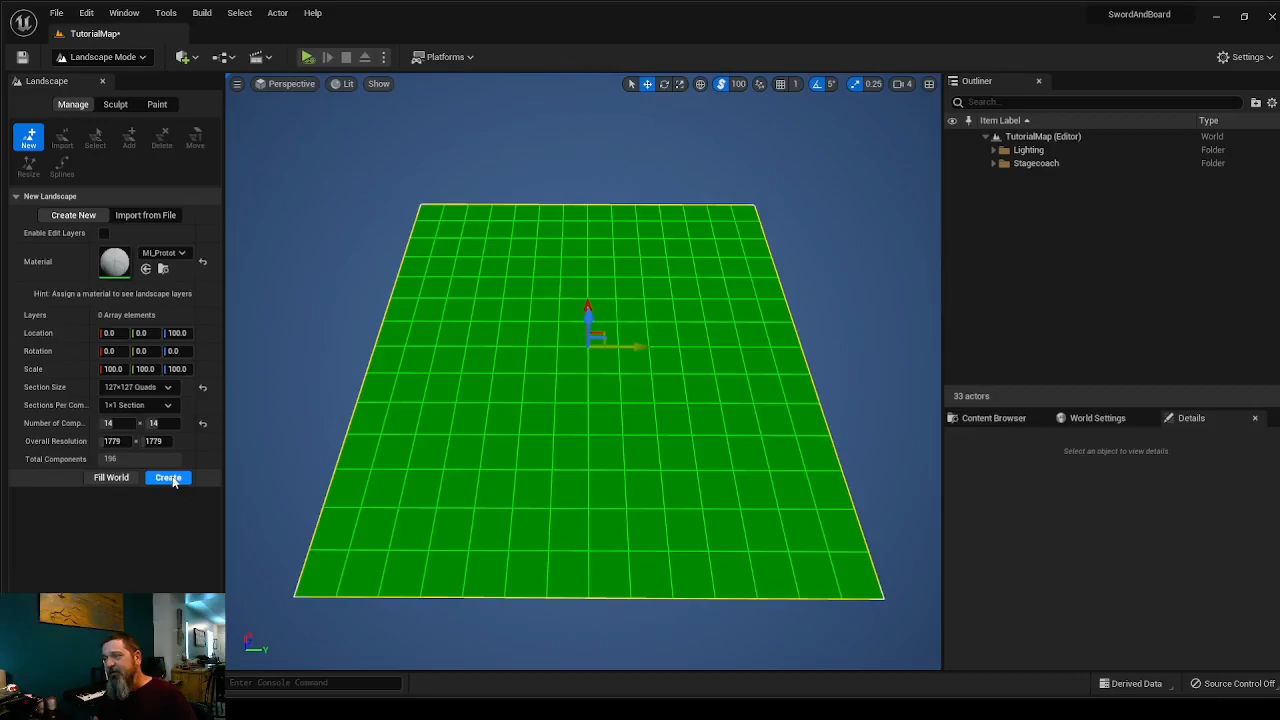 File Edit Window Tools Build Select Actor Help
SwordAndBoard
TutorialMap•
Landscape Mode
Platforms
Settings
Landscape
Manage Sculpt Paint
New Import Select Add Delete Move
Resize Splines
New Landscape
Create New Import from File
Enable Edit Layers
Material MI_Protot
Hint: Assign a material to see landscape layers
Layers 0 Array elements
Location 0.0 0.0 100.0
Rotation 0.0 0.0 0.0
Scale 100.0 100.0 100.0
Section Size 127×127 Quads
Sections Per Com... 1×1 Section
Number of Comp... 14 × 14
Overall Resolution 1779 × 1779
Total Components 196
Fill World Create
Perspective Lit Show
100 1 5° 0.25 4
Y
Enter Console Command
Outliner
Search...
Item Label Type
TutorialMap (Editor) World
Lighting Folder
Stagecoach Folder
33 actors
Content Browser World Settings Details
Select an object to view details
Derived Data Source Control Off